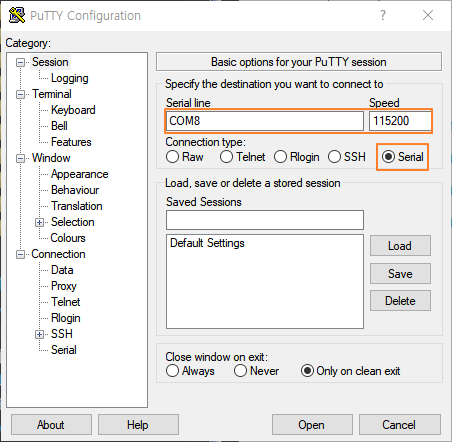 PuTTY Configuration
?
Category:
Session
Logging
Terminal
Keyboard
Bell
Features
Window
Appearance
Behaviour
Translation
Selection
Colours
Connection
Data
Proxy
Telnet
Rlogin
SSH
Serial
Basic options for your PuTTY session
Specify the destination you want to connect to
Serial line Speed
COM8 115200
Connection type:
Raw Telnet Rlogin SSH Serial
Load, save or delete a stored session
Saved Sessions
Default Settings
Load
Save
Delete
Close window on exit:
Always Never Only on clean exit
About Help Open Cancel